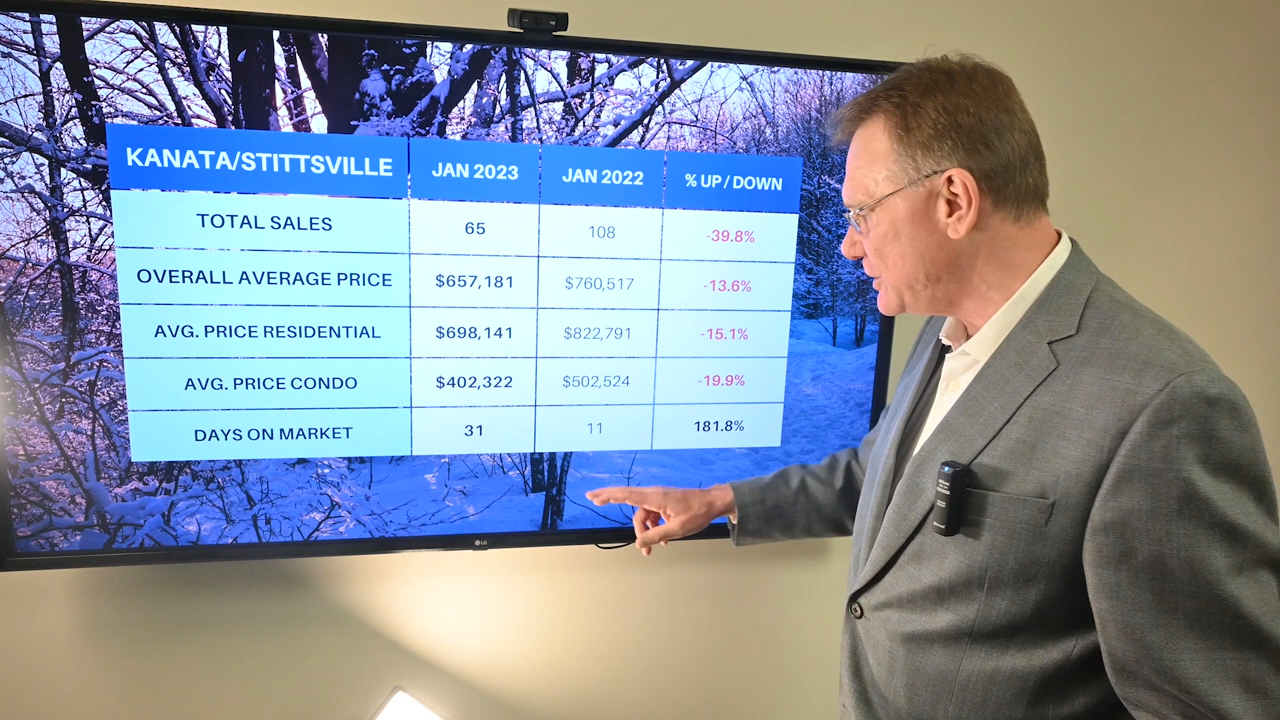 KANATA/STITTSVILLE JAN 2023 JAN 2022 % UP / DOWN
TOTAL SALES 65 108 -39.8%
OVERALL AVERAGE PRICE $657,181 $760,517 -13.6%
AVG. PRICE RESIDENTIAL $698,141 $822,791 -15.1%
AVG. PRICE CONDO $402,322 $502,524 -19.9%
DAYS ON MARKET 31 11 181.8%
LG